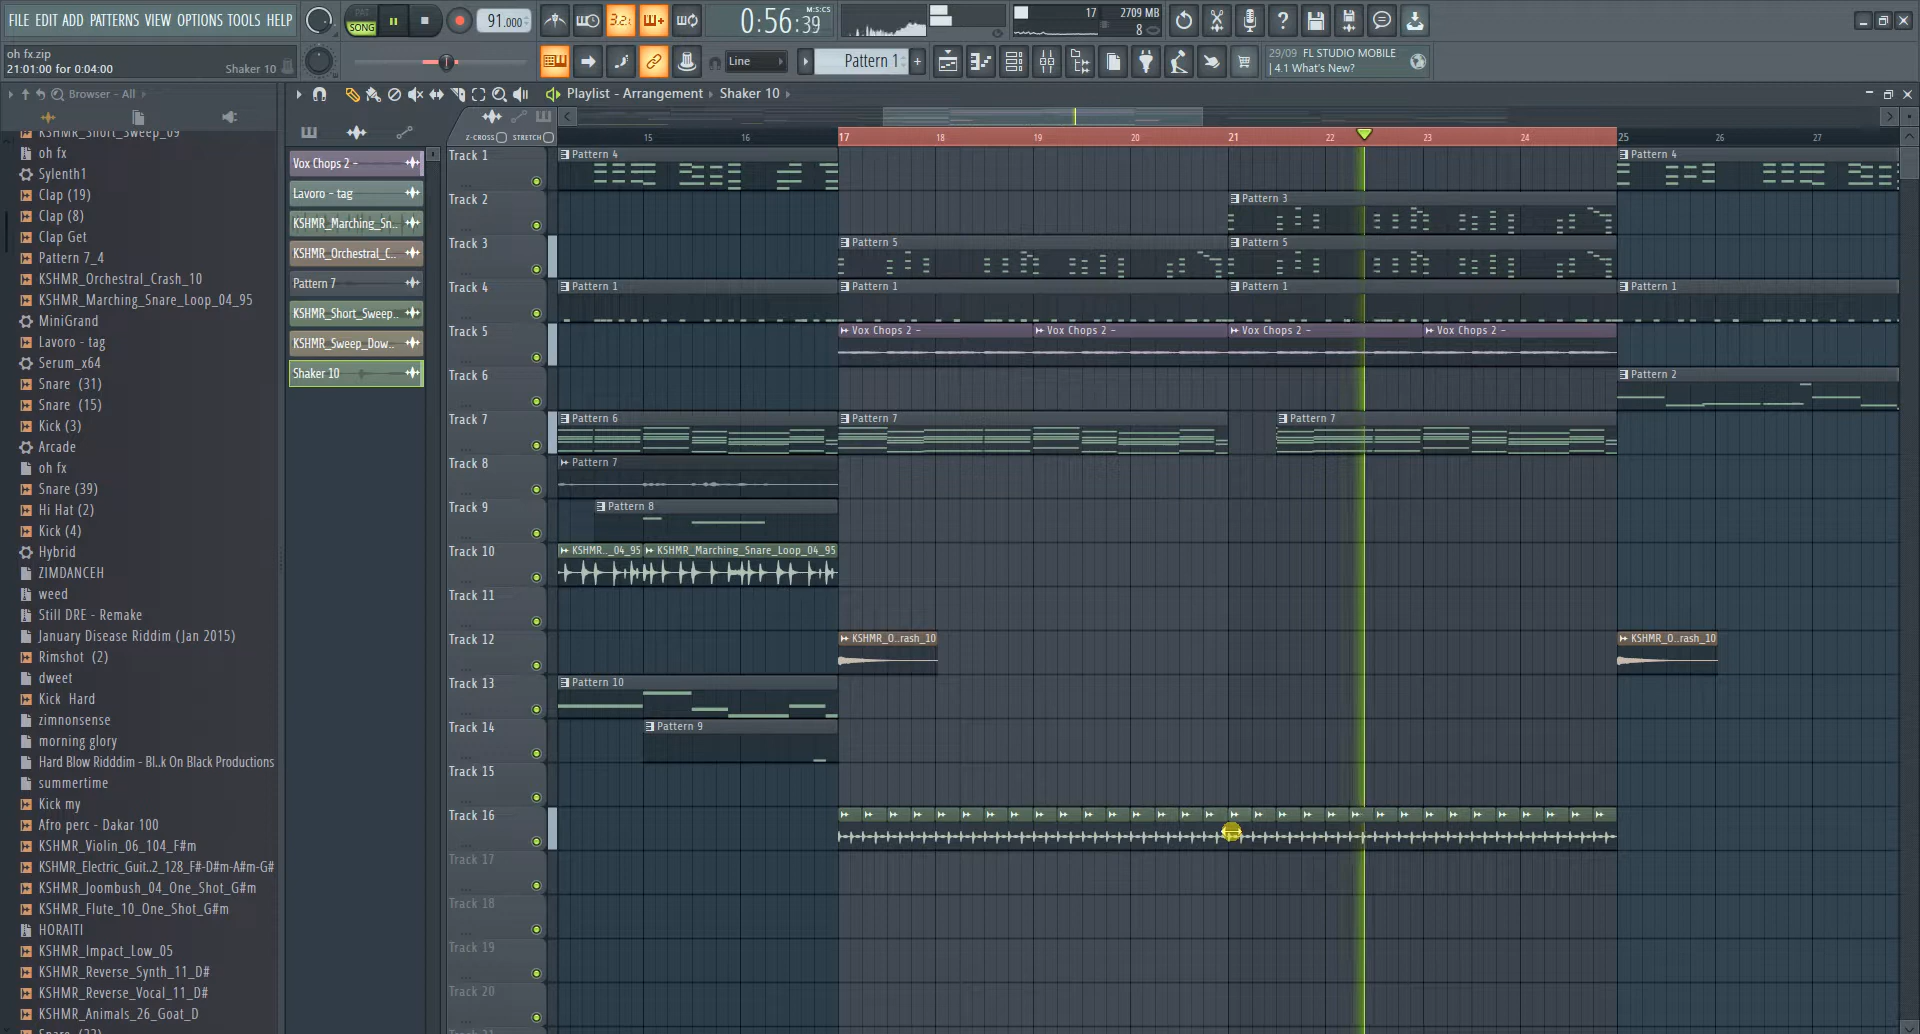 FILE EDIT ADD PATTERNS VIEW OPTIONS TOOLS HELP
PAT
SONG
91.000
3.2.
0:56:39
M:S:CS
17
2709 MB
8
oh fx.zip
21:01:00 for 0:04:00
Shaker 10
Line
Pattern 1
+
29/09 FL STUDIO MOBILE
| 4.1 What's New?
Browser - All
Playlist - Arrangement
Shaker 10
Z-CROSS
STRETCH
15
16
17
18
19
20
21
22
23
24
25
26
27
KSHMR_Short_Sweep_09
oh fx
Sylenth1
Clap (19)
Clap (8)
Clap Get
Pattern 7_4
KSHMR_Orchestral_Crash_10
KSHMR_Marching_Snare_Loop_04_95
MiniGrand
Lavoro - tag
Serum_x64
Snare (31)
Snare (15)
Kick (3)
Arcade
oh fx
Snare (39)
Hi Hat (2)
Kick (4)
Hybrid
ZIMDANCEH
weed
Still DRE - Remake
January Disease Riddim (Jan 2015)
Rimshot (2)
dweet
Kick Hard
zimnonsense
morning glory
Hard Blow Ridddim - Bl..k On Black Productions
summertime
Kick my
Afro perc - Dakar 100
KSHMR_Violin_06_104_F#m
KSHMR_Electric_Guit..2_128_F#-D#m-A#m-G#
KSHMR_Joombush_04_One_Shot_G#m
KSHMR_Flute_10_One_Shot_G#m
HORAITI
KSHMR_Impact_Low_05
KSHMR_Reverse_Synth_11_D#
KSHMR_Reverse_Vocal_11_D#
KSHMR_Animals_26_Goat_D
Vox Chops 2 -
Lavoro - tag
KSHMR_Marching_Sn..
KSHMR_Orchestral_C..
Pattern 7
KSHMR_Short_Sweep..
KSHMR_Sweep_Dow..
Shaker 10
Track 1
Pattern 4
Pattern 4
Track 2
Pattern 3
Track 3
Pattern 5
Pattern 5
Track 4
Pattern 1
Pattern 1
Pattern 1
Pattern 1
Track 5
Vox Chops 2 -
Vox Chops 2 -
Vox Chops 2 -
Vox Chops 2 -
Track 6
Pattern 2
Track 7
Pattern 6
Pattern 7
Pattern 7
Track 8
Pattern 7
Track 9
Pattern 8
Track 10
KSHMR.._04_95
KSHMR_Marching_Snare_Loop_04_95
Track 11
Track 12
KSHMR_O..rash_10
KSHMR_O..rash_10
Track 13
Pattern 10
Track 14
Pattern 9
Track 15
Track 16
Track 17
Track 18
Track 19
Track 20